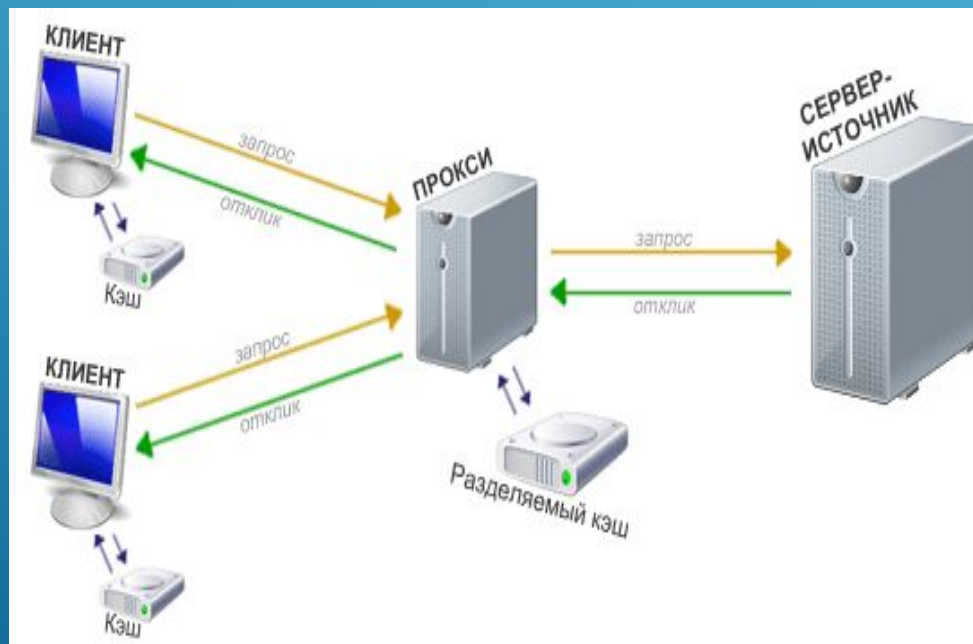 КЛИЕНТ
запрос
отклик
Кэш
КЛИЕНТ
запрос
отклик
Кэш
ПРОКСИ
Разделяемый кэш
запрос
отклик
СЕРВЕР-
ИСТОЧНИК